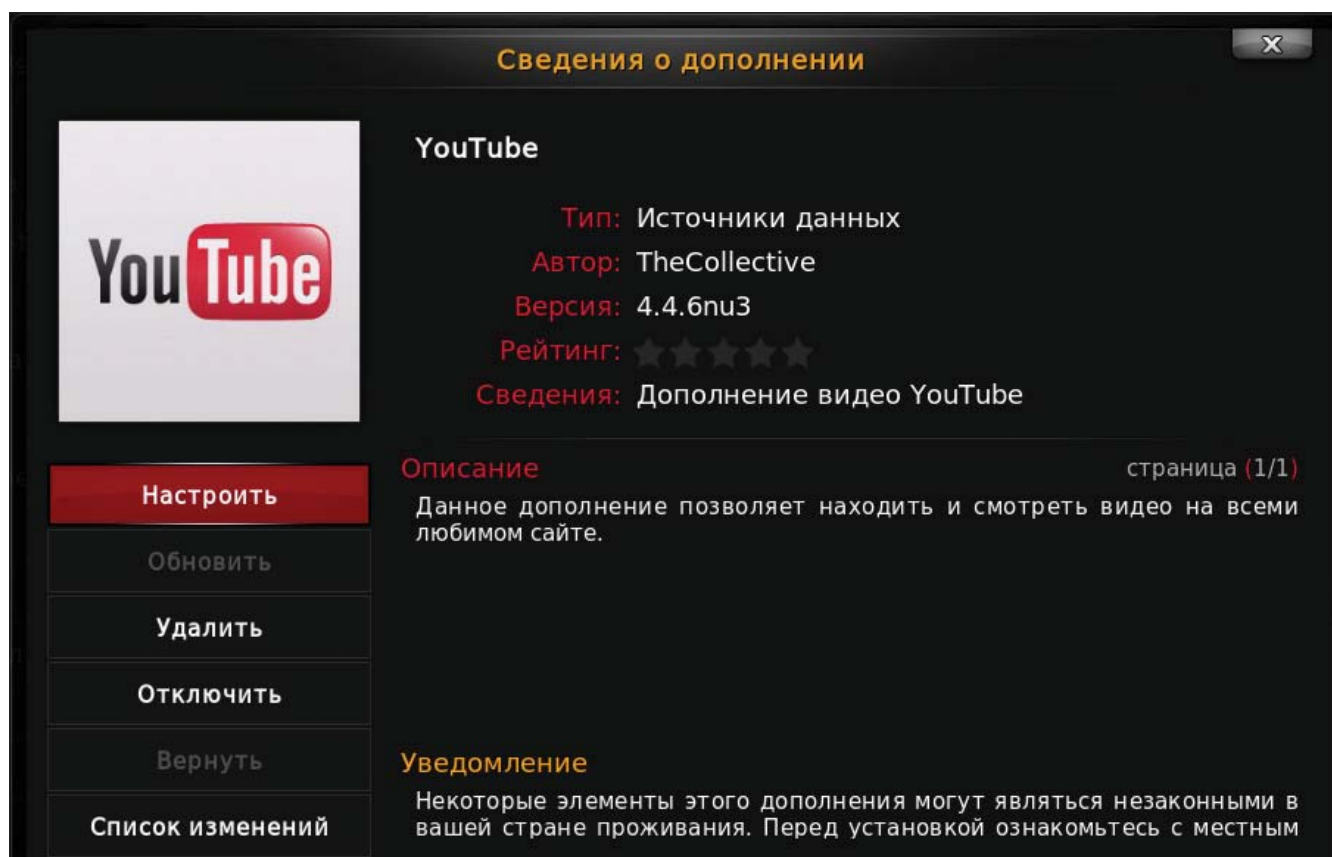 Сведения о дополнении
X
YouTube
YouTube
Тип: Источники данных
Автор: TheCollective
Версия: 4.4.6nu3
Рейтинг:
Сведения: Дополнение видео YouTube
Настроить
Обновить
Удалить
Отключить
Вернуть
Список изменений
Описание
страница (1/1)
Данное дополнение позволяет находить и смотреть видео на всеми
любимом сайте.
Уведомление
Некоторые элементы этого дополнения могут являться незаконными в
вашей стране проживания. Перед установкой ознакомьтесь с местным